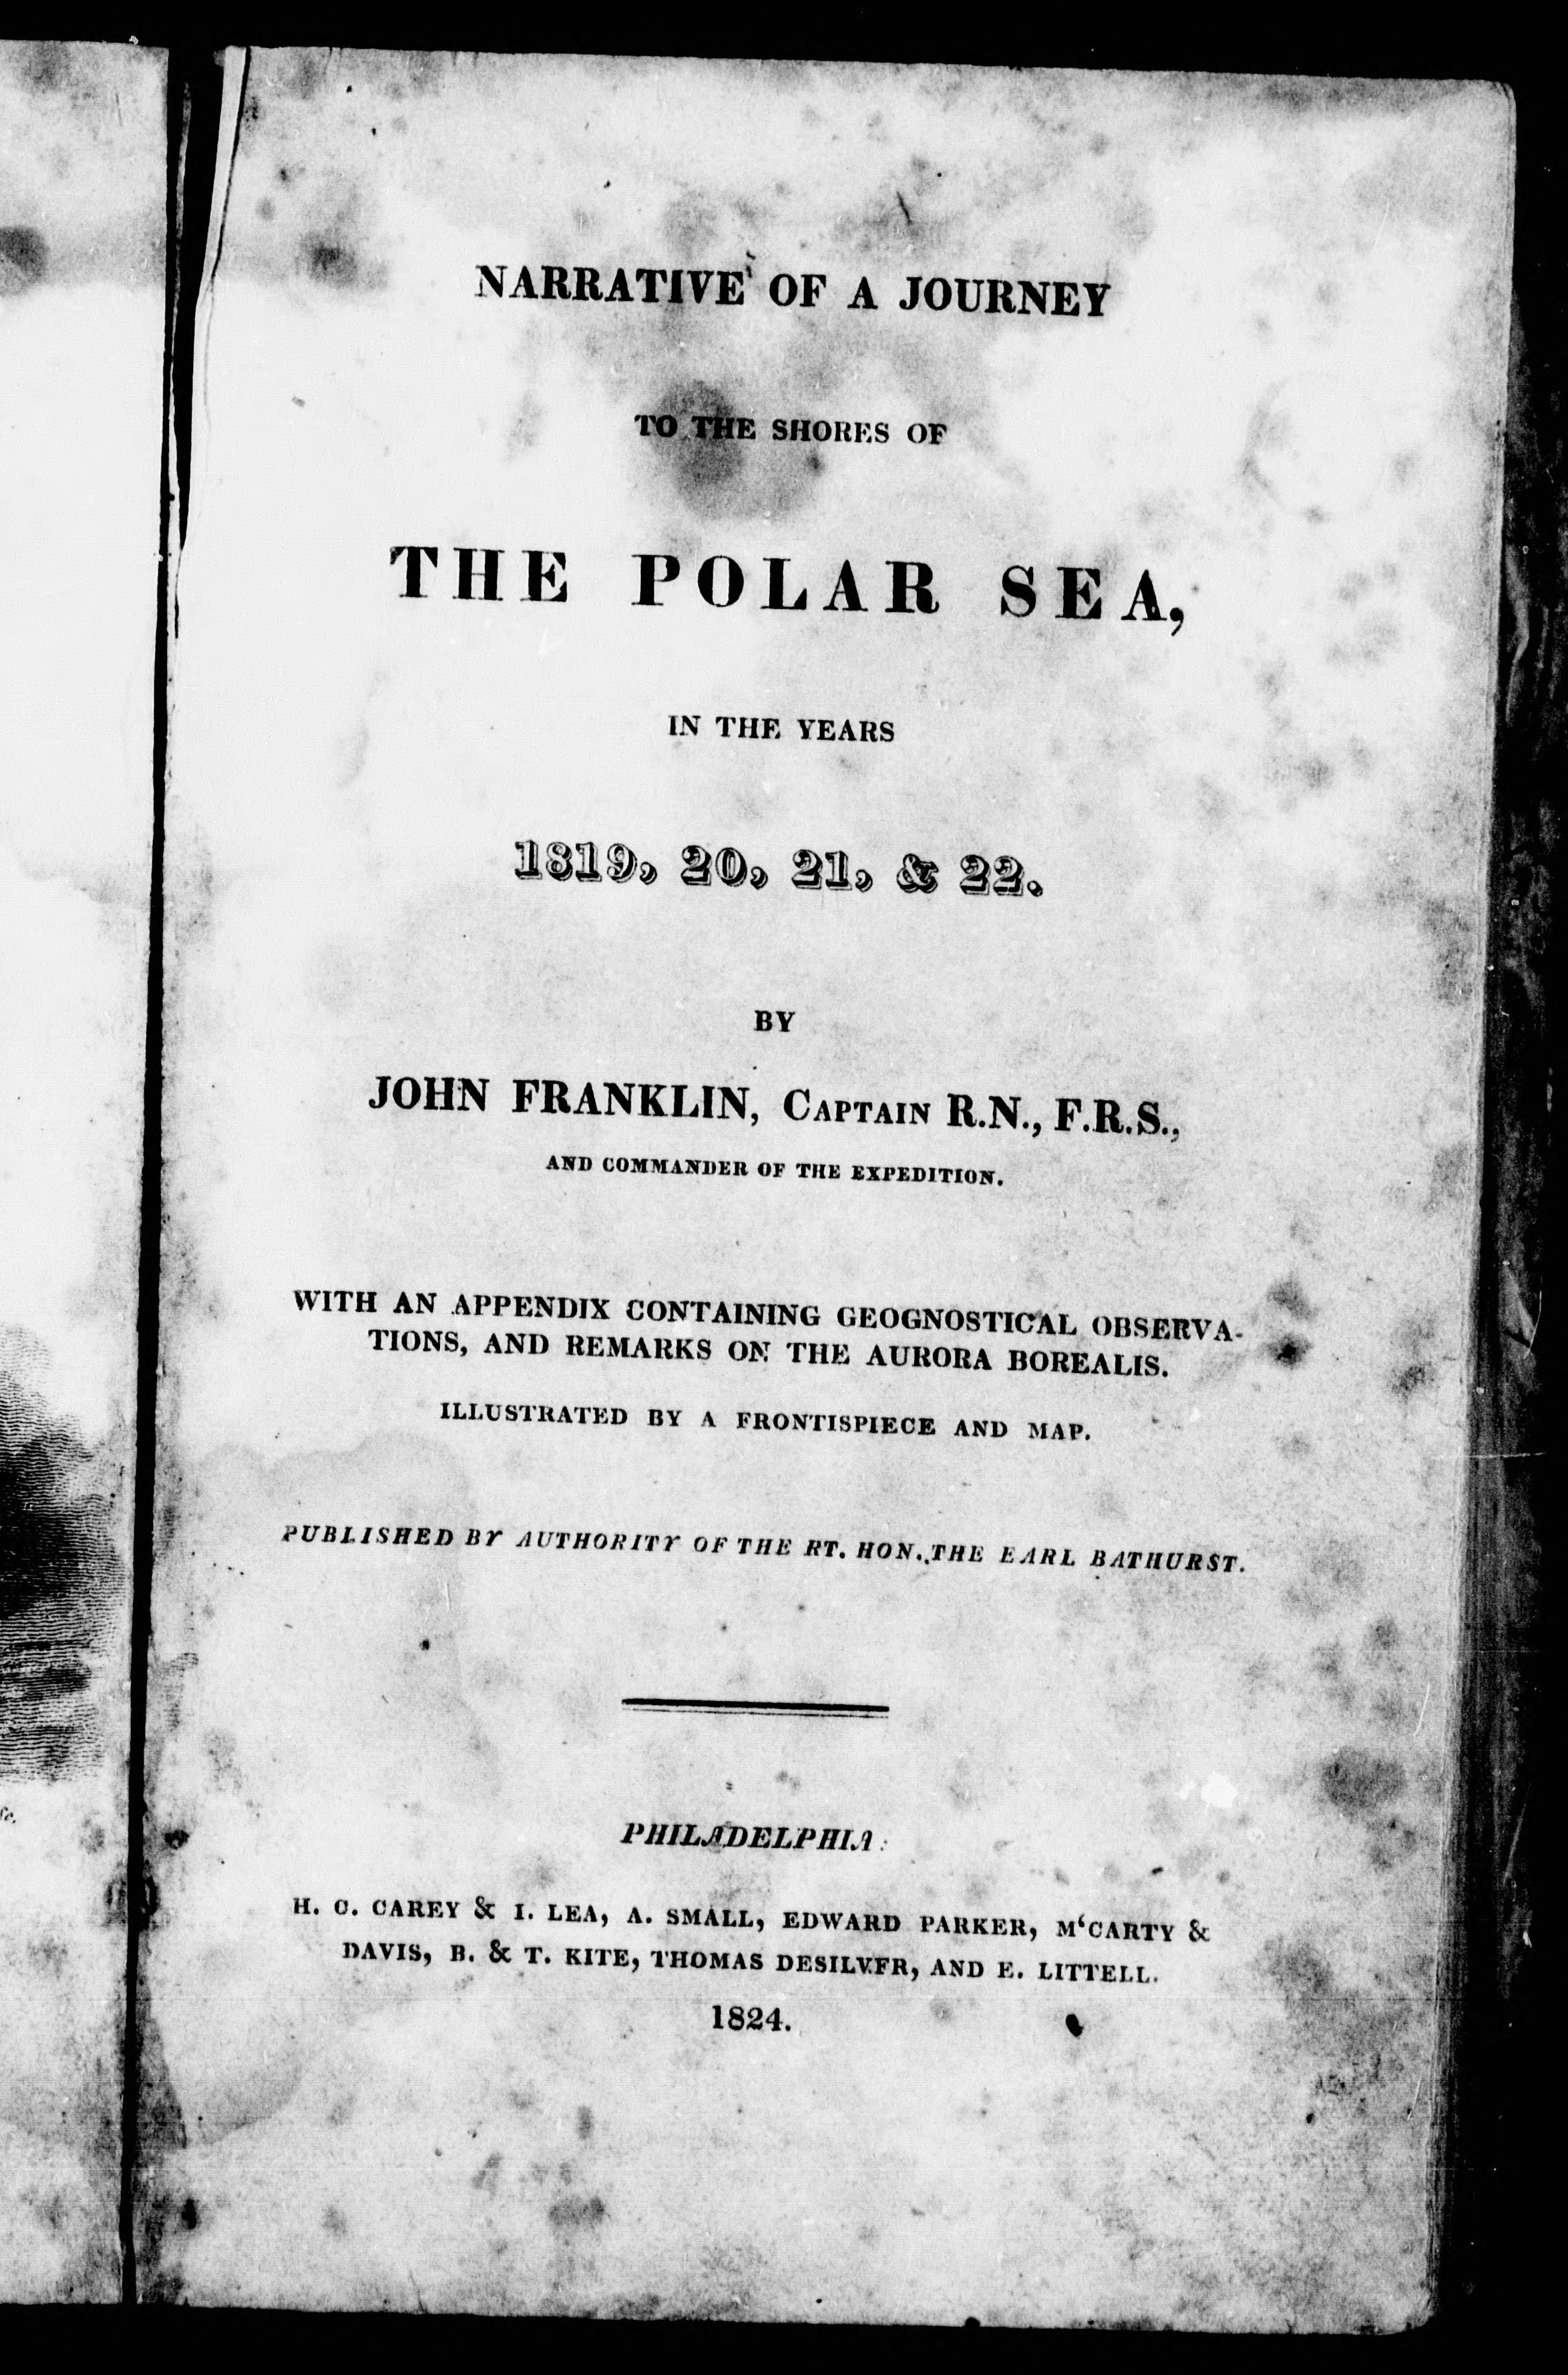 NARRATIVE OF A JOURNEY
TO THE SHORES OF
THE POLAR SEA,
IN THE YEARS
1819, 20, 21, & 22.
BY
JOHN FRANKLIN, CAPTAIN R.N., F.R.S.,
AND COMMANDER OF THE EXPEDITION.
WITH AN APPENDIX CONTAINING GEOGNOSTICAL OBSERVA-
TIONS, AND REMARKS ON THE AURORA BOREALIS.
ILLUSTRATED BY A FRONTISPIECE AND MAP.
PUBLISHED BY AUTHORITY OF THE RT. HON. THE EARL BATHURST.
PHILADELPHIA:
H. C. CAREY & I. LEA, A. SMALL, EDWARD PARKER, M‘CARTY &
DAVIS, B. & T. KITE, THOMAS DESILVER, AND E. LITTELL.
1824.